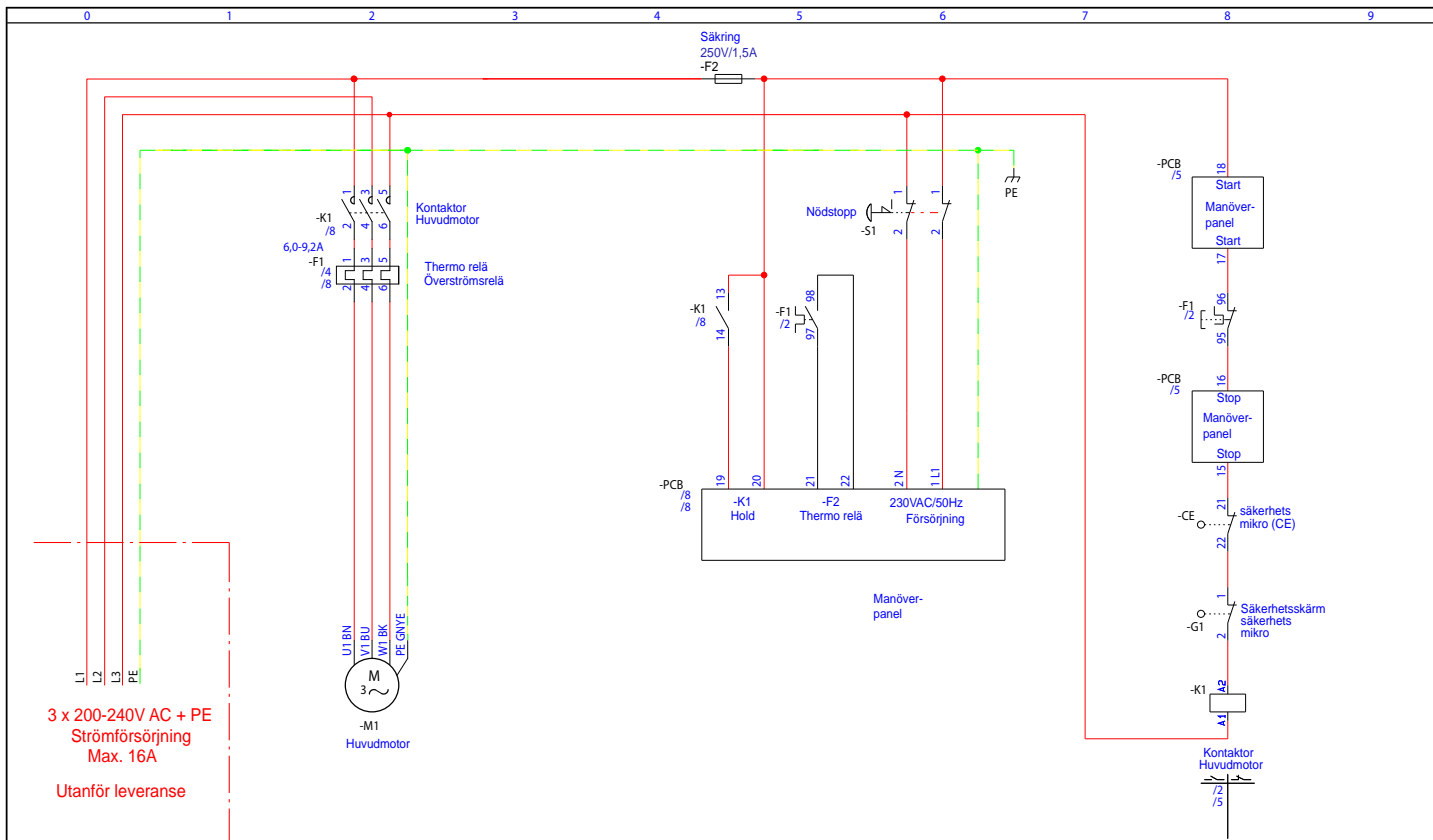 0 1 2 3 4 5 6 7 8 9
Säkring
250V/1,5A
-F2
-K1
/8
1 3 5
2 4 6
Kontaktor
Huvudmotor
6,0-9,2A
-F1
/4
/8
1 3 5
2 4 6
Thermo relä
Överströmsrelä
U1 BN
V1 BU
W1 BK
PE GNYE
M
3
-M1
Huvudmotor
L1
L2
L3
PE
3 x 200-240V AC + PE
Strömförsörjning
Max. 16A
Utanför leveranse
PE
Nödstopp
-S1
1 1
2 2
-K1
/8
13
14
-F1
/2
98
97
-PCB
/8
/8
19 20 21 22 2 N 1 L1
-K1
Hold
-F2
Thermo relä
230VAC/50Hz
Försörjning
Manöver-
panel
-PCB
/5
18
Start
Manöver-
panel
Start
17
-F1
/2
96
95
-PCB
/5
16
Stop
Manöver-
panel
Stop
15
-CE
21
22
säkerhets
mikro (CE)
-G1
1
2
Säkerhetsskärm
säkerhets
mikro
-K1
A2
A1
Kontaktor
Huvudmotor
/2
/5